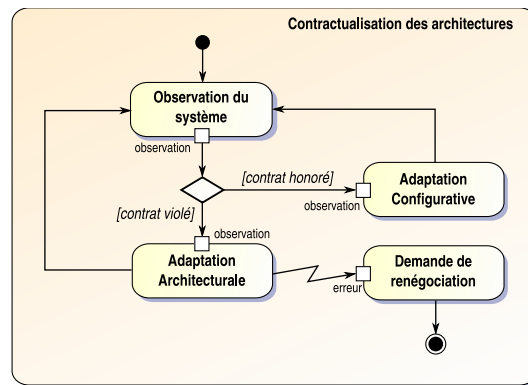 Contractualisation des architectures
Observation du
système
observation
[contrat honoré]
observation
Adaptation
Configurative
[contrat violé]
observation
Adaptation
Architecturale
erreur
Demande de
renégociation